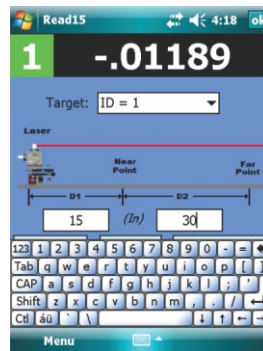 Read15 4:18 ok
1 -.01189
Target: ID = 1
Laser
Near
Point
Far
Point
D1 D2
15 (In) 30
123 1 2 3 4 5 6 7 8 9 0 - =
Tab q w e r t y u i o p [ ]
CAP a s d f g h j k l ; '
Shift z x c v b n m , . /
Ctl áü ` \
Menu